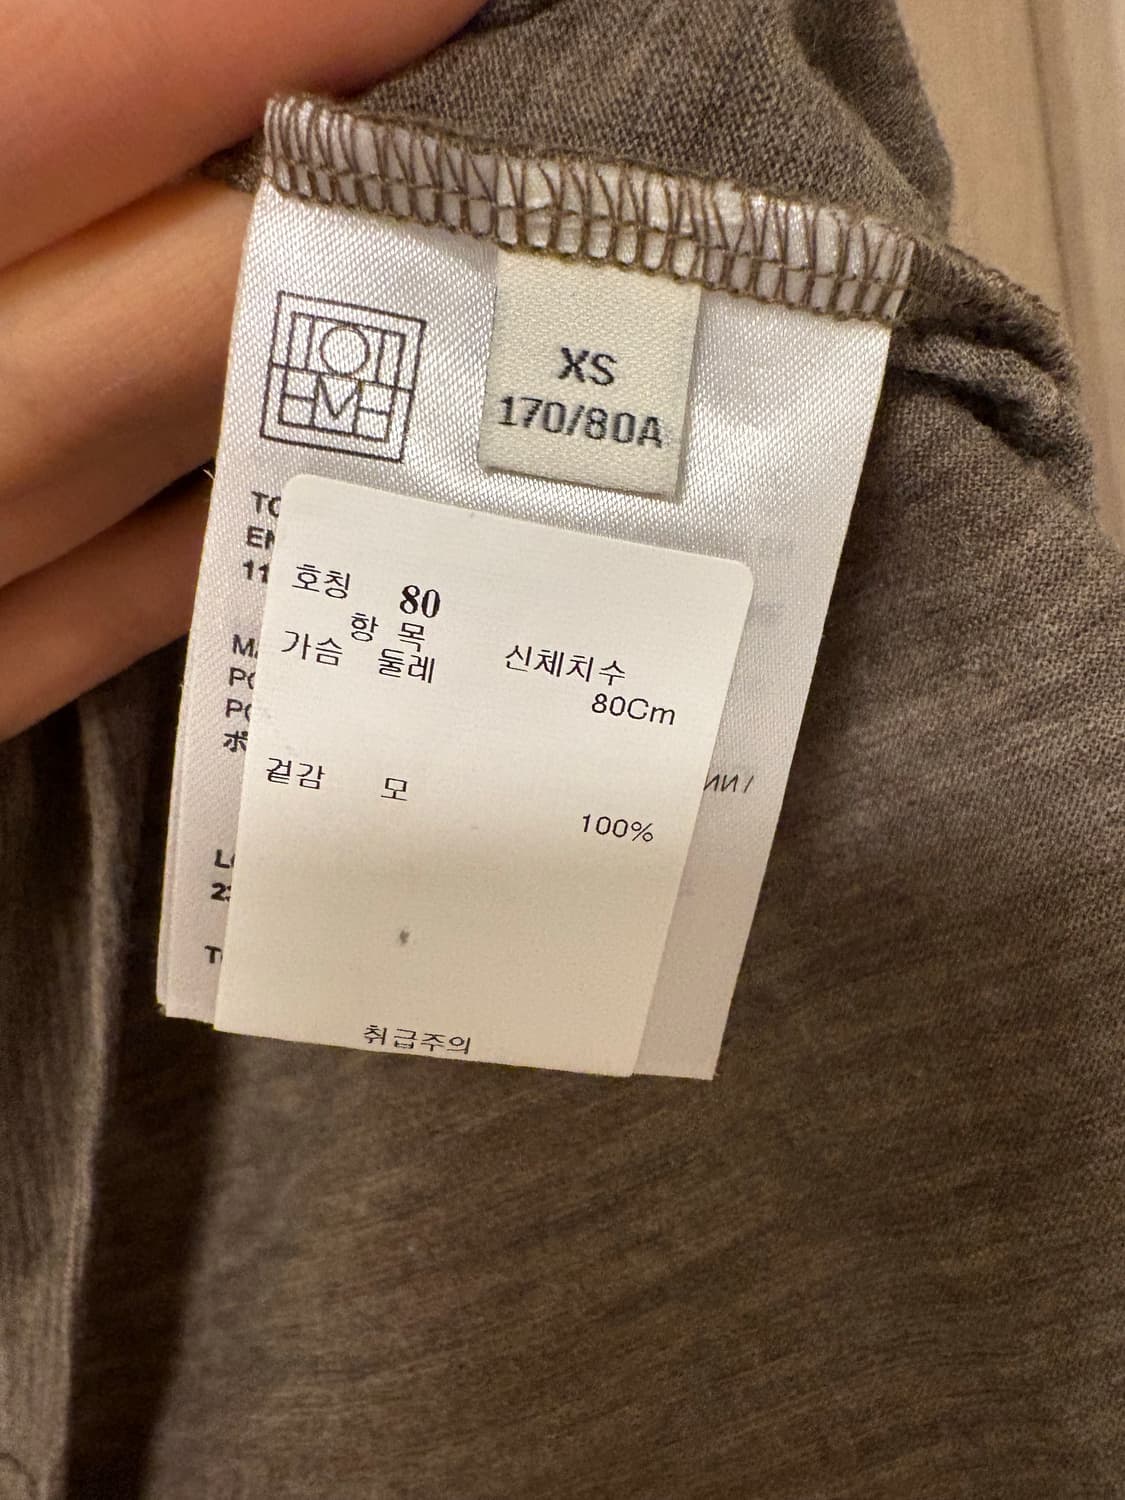 TOTEME
XS
170/80A
호칭 80
항 목 신체치수
가슴 둘레 80Cm
겉감 모 100%
취급주의